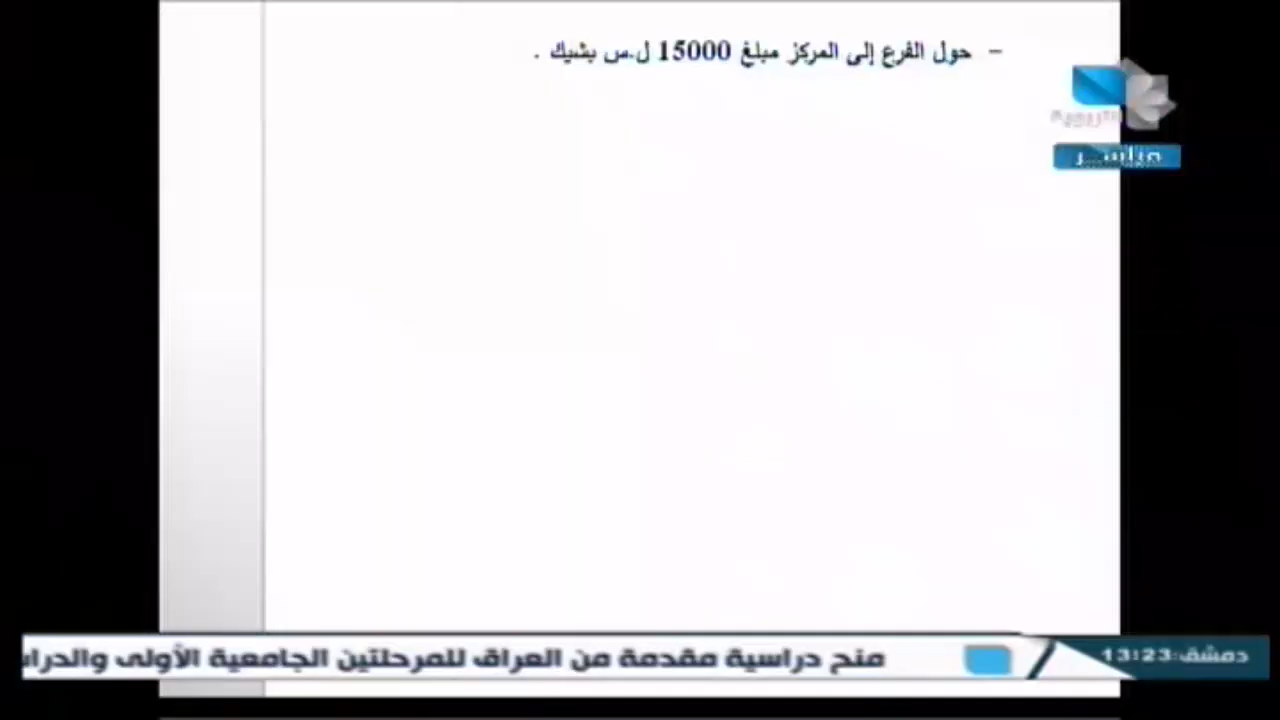 - حول الفرع إلى المركز مبلغ 15000 ل.س بشيك .
التربوية
مباشر
دمشق: 13:23
منح دراسية مقدمة من العراق للمرحلتين الجامعية الأولى